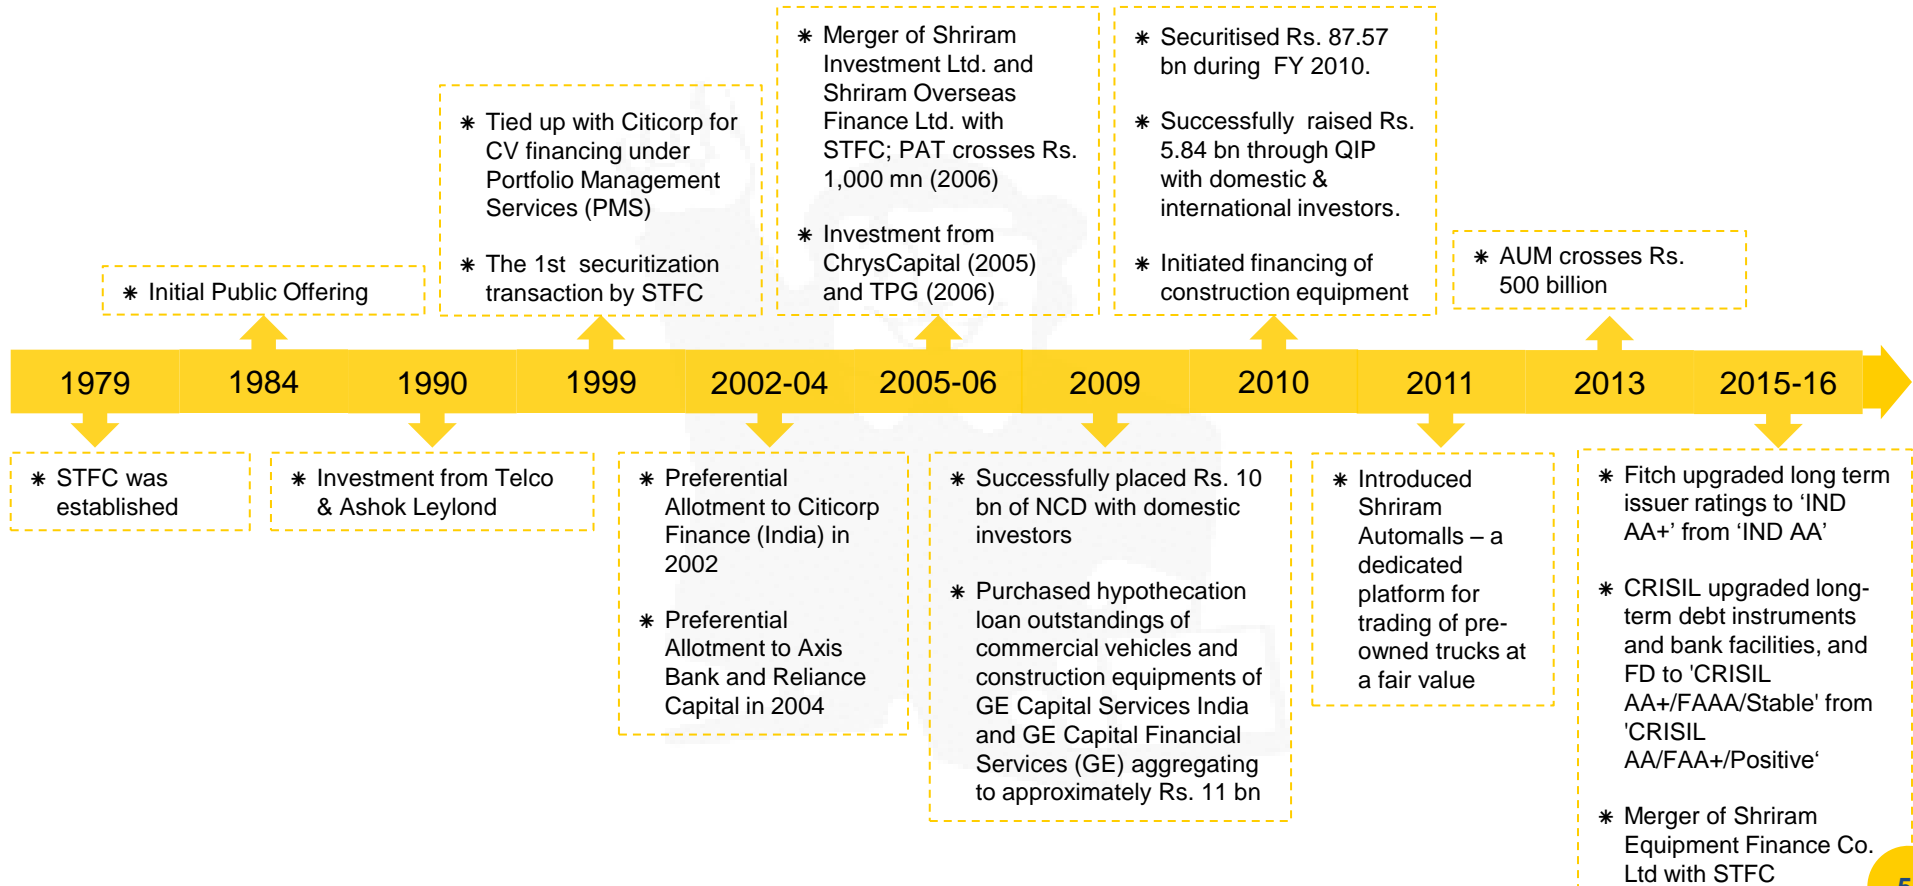 * Initial Public Offering
* Tied up with Citicorp for
CV financing under
Portfolio Management
Services (PMS)
* The 1st securitization
transaction by STFC
* Merger of Shriram
Investment Ltd. and
Shriram Overseas
Finance Ltd. with
STFC; PAT crosses Rs.
1,000 mn (2006)
* Investment from
ChrysCapital (2005)
and TPG (2006)
* Securitised Rs. 87.57
bn during FY 2010.
* Successfully raised Rs.
5.84 bn through QIP
with domestic &
international investors.
* Initiated financing of
construction equipment
* AUM crosses Rs.
500 billion
1979 1984 1990 1999 2002-04 2005-06 2009 2010 2011 2013 2015-16
* STFC was
established
* Investment from Telco
& Ashok Leylond
* Preferential
Allotment to Citicorp
Finance (India) in
2002
* Preferential
Allotment to Axis
Bank and Reliance
Capital in 2004
* Successfully placed Rs. 10
bn of NCD with domestic
investors
* Purchased hypothecation
loan outstandings of
commercial vehicles and
construction equipments of
GE Capital Services India
and GE Capital Financial
Services (GE) aggregating
to approximately Rs. 11 bn
* Introduced
Shriram
Automalls – a
dedicated
platform for
trading of pre-
owned trucks at
a fair value
* Fitch upgraded long term
issuer ratings to ‘IND
AA+’ from ‘IND AA’
* CRISIL upgraded long-
term debt instruments
and bank facilities, and
FD to 'CRISIL
AA+/FAAA/Stable' from
'CRISIL
AA/FAA+/Positive‘
* Merger of Shriram
Equipment Finance Co.
Ltd with STFC